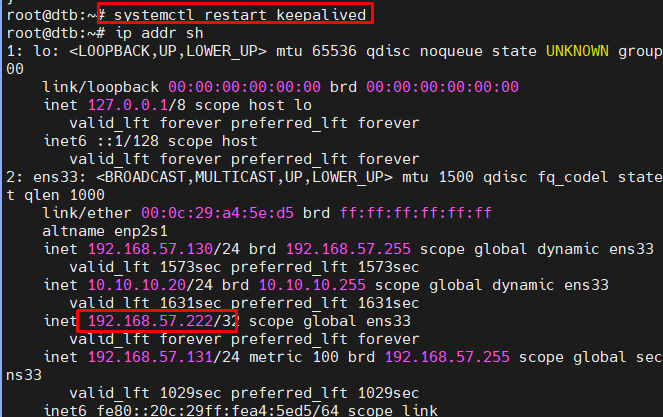 root@dtb:~# systemctl restart keepalived
root@dtb:~# ip addr sh
1: lo: <LOOPBACK,UP,LOWER_UP> mtu 65536 qdisc noqueue state UNKNOWN group
00
link/loopback 00:00:00:00:00:00 brd 00:00:00:00:00:00
inet 127.0.0.1/8 scope host lo
valid_lft forever preferred_lft forever
inet6 ::1/128 scope host
valid_lft forever preferred_lft forever
2: ens33: <BROADCAST,MULTICAST,UP,LOWER_UP> mtu 1500 qdisc fq_codel state
t qlen 1000
link/ether 00:0c:29:a4:5e:d5 brd ff:ff:ff:ff:ff:ff
altname enp2s1
inet 192.168.57.130/24 brd 192.168.57.255 scope global dynamic ens33
valid_lft 1573sec preferred_lft 1573sec
inet 10.10.10.20/24 brd 10.10.10.255 scope global dynamic ens33
valid_lft 1631sec preferred_lft 1631sec
inet 192.168.57.222/32 scope global ens33
valid_lft forever preferred_lft forever
inet 192.168.57.131/24 metric 100 brd 192.168.57.255 scope global sec
ns33
valid_lft 1029sec preferred_lft 1029sec
inet6 fe80::20c:29ff:fea4:5ed5/64 scope link